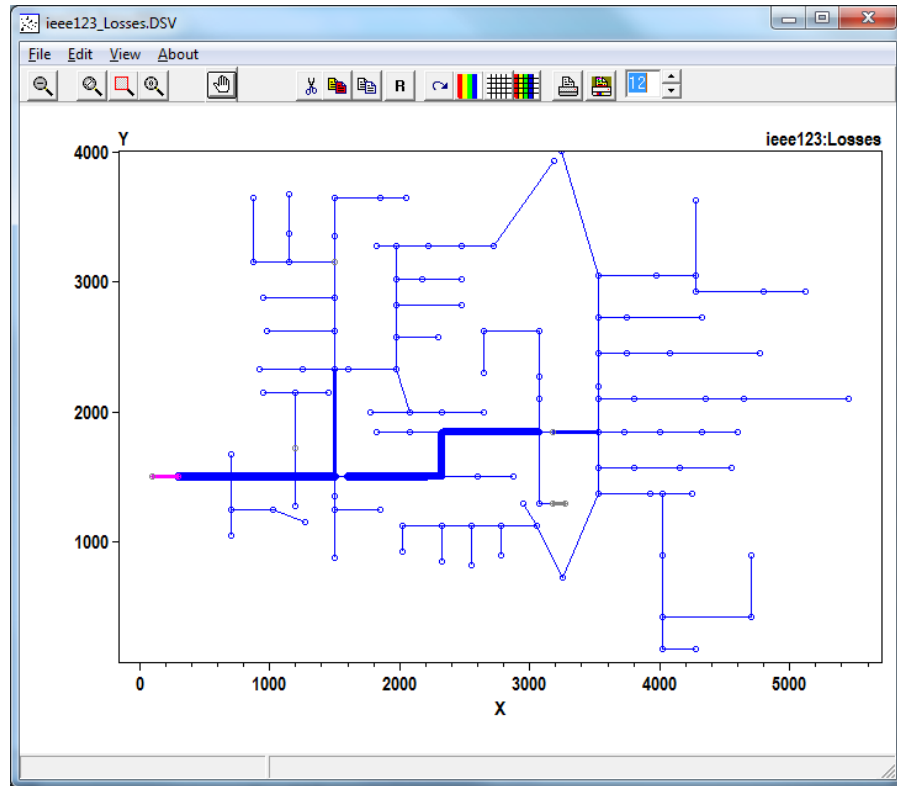 ieee123_Losses.DSV
File Edit View About
R 12
Y ieee123:Losses
4000
3000
2000
1000
0 1000 2000 3000 4000 5000
X